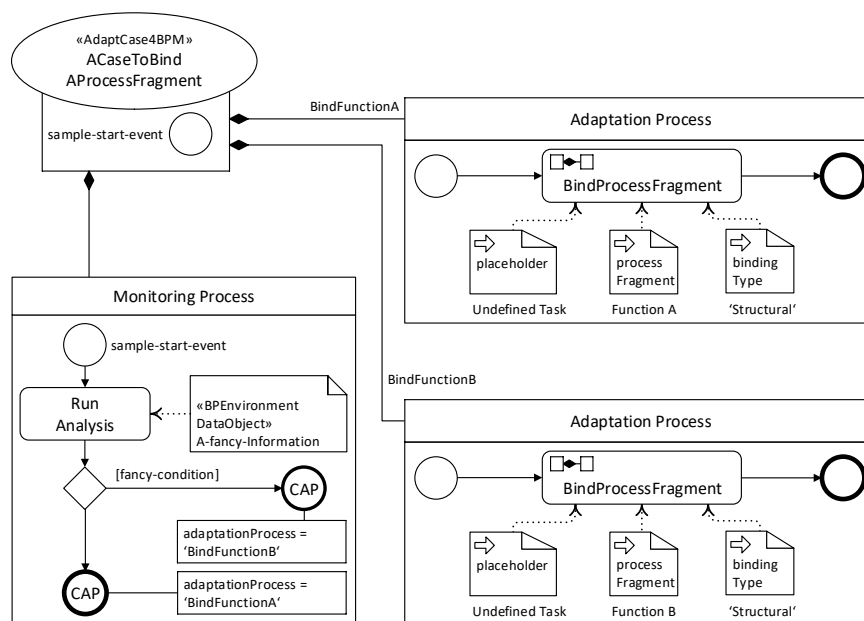 «AdaptCase4BPM»
ACaseToBind
AProcessFragment
sample-start-event
BindFunctionA
Adaptation Process
BindProcessFragment
placeholder
process
Fragment
binding
Type
Undefined Task
Function A
‘Structural‘
Monitoring Process
sample-start-event
Run
Analysis
«BPEnvironment
DataObject»
A-fancy-Information
[fancy-condition]
CAP
adaptationProcess =
‘BindFunctionB‘
CAP
adaptationProcess =
‘BindFunctionA‘
BindFunctionB
Adaptation Process
BindProcessFragment
placeholder
process
Fragment
binding
Type
Undefined Task
Function B
‘Structural‘